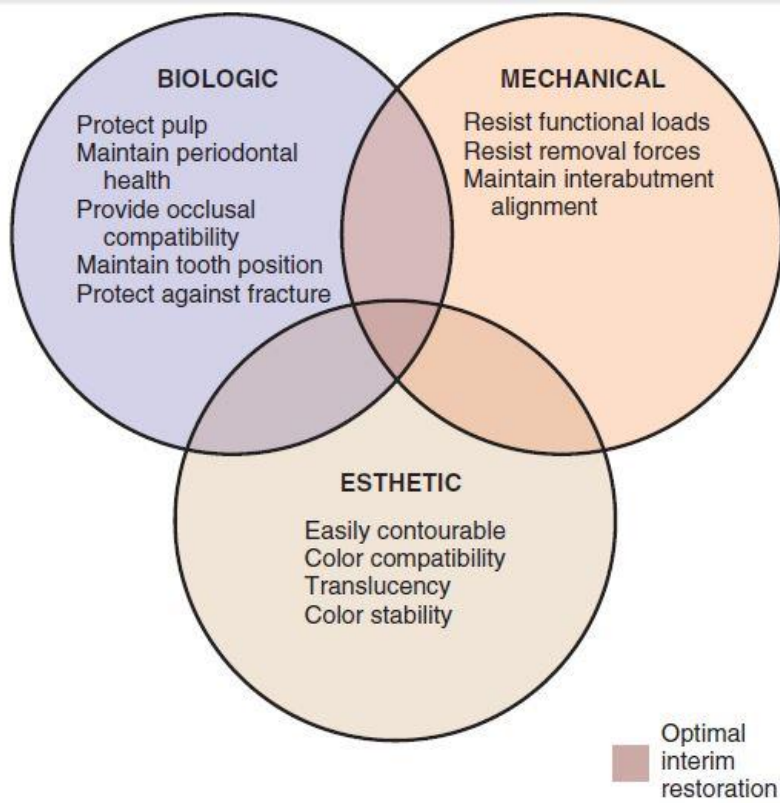 BIOLOGIC
Protect pulp
Maintain periodontal
health
Provide occlusal
compatibility
Maintain tooth position
Protect against fracture
MECHANICAL
Resist functional loads
Resist removal forces
Maintain interabutment
alignment
ESTHETIC
Easily contourable
Color compatibility
Translucency
Color stability
Optimal
interim
restoration